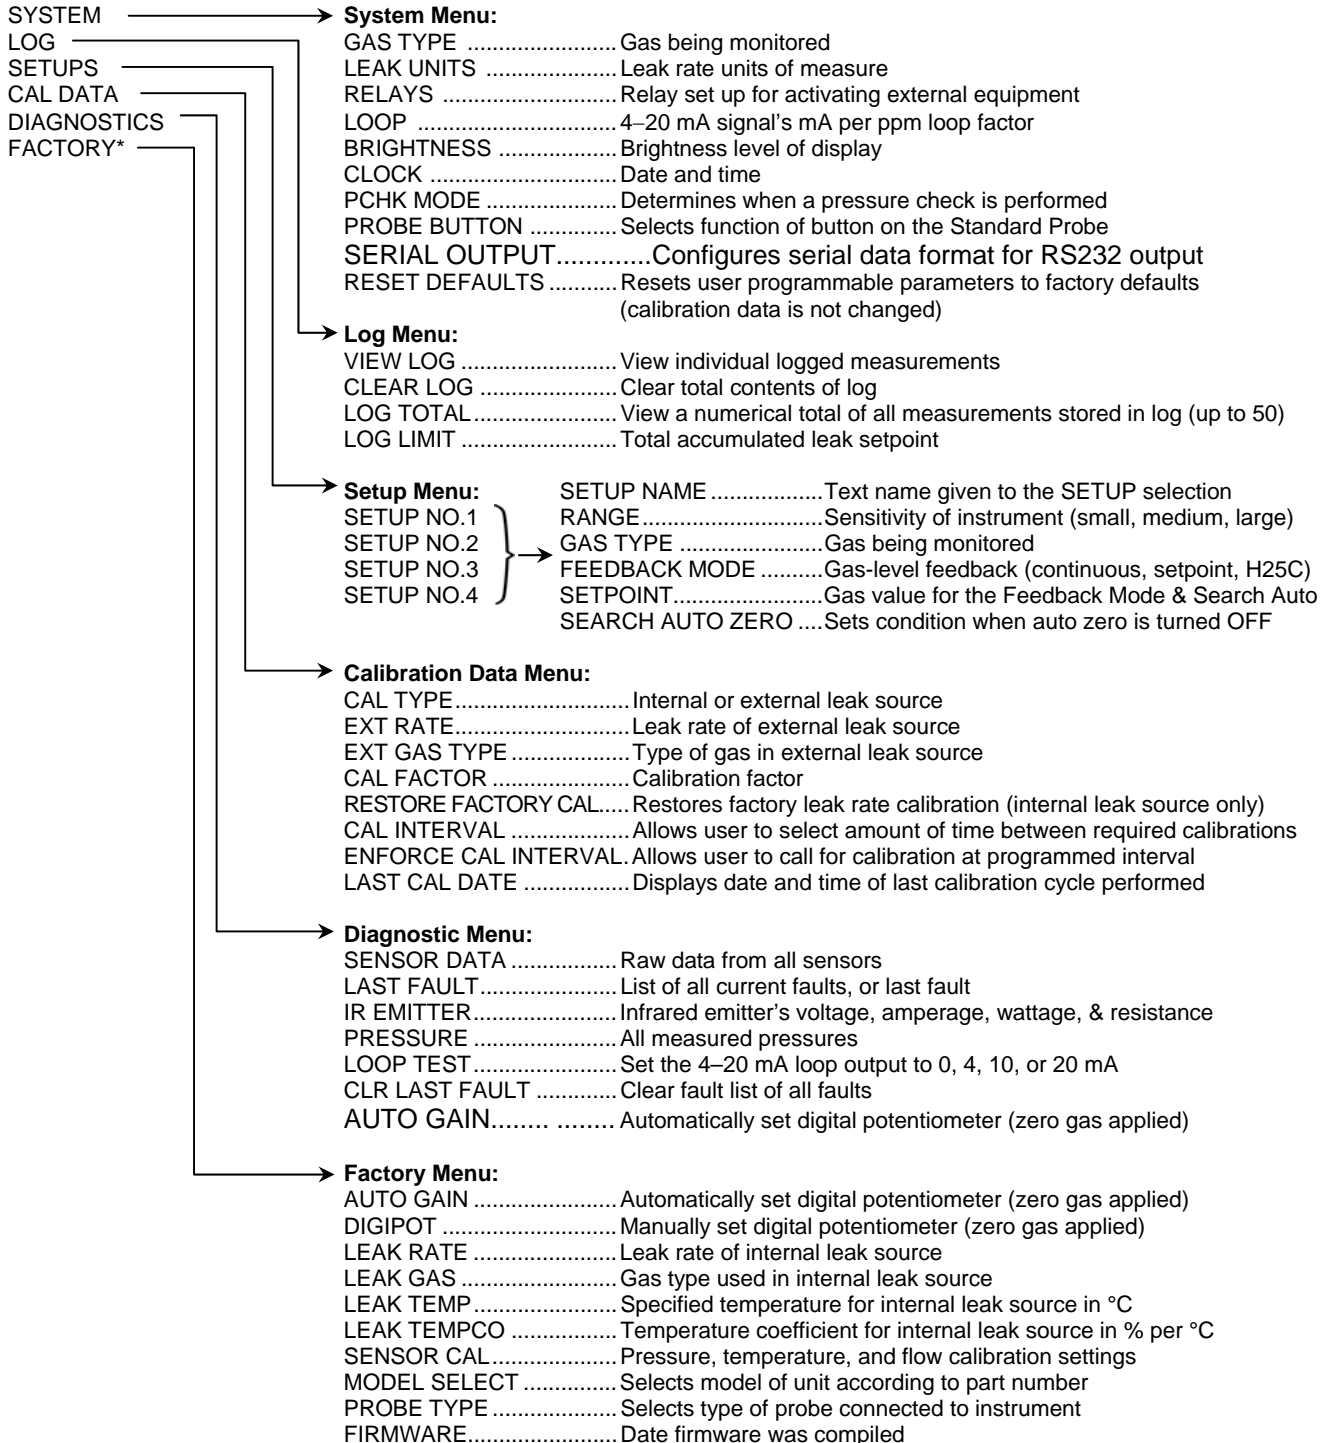 SYSTEM
LOG
SETUPS
CAL DATA
DIAGNOSTICS
FACTORY*
System Menu:
GAS TYPE ........................ Gas being monitored
LEAK UNITS ..................... Leak rate units of measure
RELAYS ............................ Relay set up for activating external equipment
LOOP ................................ 4–20 mA signal's mA per ppm loop factor
BRIGHTNESS ................... Brightness level of display
CLOCK .............................. Date and time
PCHK MODE ..................... Determines when a pressure check is performed
PROBE BUTTON .............. Selects function of button on the Standard Probe
SERIAL OUTPUT.............Configures serial data format for RS232 output
RESET DEFAULTS ........... Resets user programmable parameters to factory defaults
(calibration data is not changed)
Log Menu:
VIEW LOG ......................... View individual logged measurements
CLEAR LOG ...................... Clear total contents of log
LOG TOTAL....................... View a numerical total of all measurements stored in log (up to 50)
LOG LIMIT ......................... Total accumulated leak setpoint
Setup Menu:
SETUP NO.1
SETUP NO.2
SETUP NO.3
SETUP NO.4
SETUP NAME ..................Text name given to the SETUP selection
RANGE.............................Sensitivity of instrument (small, medium, large)
GAS TYPE .......................Gas being monitored
FEEDBACK MODE ..........Gas-level feedback (continuous, setpoint, H25C)
SETPOINT........................Gas value for the Feedback Mode & Search Auto
SEARCH AUTO ZERO ....Sets condition when auto zero is turned OFF
Calibration Data Menu:
CAL TYPE............................Internal or external leak source
EXT RATE............................Leak rate of external leak source
EXT GAS TYPE ...................Type of gas in external leak source
CAL FACTOR ......................Calibration factor
RESTORE FACTORY CAL.....Restores factory leak rate calibration (internal leak source only)
CAL INTERVAL ...................Allows user to select amount of time between required calibrations
ENFORCE CAL INTERVAL.Allows user to call for calibration at programmed interval
LAST CAL DATE .................Displays date and time of last calibration cycle performed
Diagnostic Menu:
SENSOR DATA ................. Raw data from all sensors
LAST FAULT...................... List of all current faults, or last fault
IR EMITTER....................... Infrared emitter's voltage, amperage, wattage, & resistance
PRESSURE ....................... All measured pressures
LOOP TEST....................... Set the 4–20 mA loop output to 0, 4, 10, or 20 mA
CLR LAST FAULT ............. Clear fault list of all faults
AUTO GAIN........ ........ Automatically set digital potentiometer (zero gas applied)
Factory Menu:
AUTO GAIN ....................... Automatically set digital potentiometer (zero gas applied)
DIGIPOT ............................ Manually set digital potentiometer (zero gas applied)
LEAK RATE ....................... Leak rate of internal leak source
LEAK GAS ......................... Gas type used in internal leak source
LEAK TEMP....................... Specified temperature for internal leak source in °C
LEAK TEMPCO ................. Temperature coefficient for internal leak source in % per °C
SENSOR CAL.................... Pressure, temperature, and flow calibration settings
MODEL SELECT ............... Selects model of unit according to part number
PROBE TYPE .................... Selects type of probe connected to instrument
FIRMWARE........................ Date firmware was compiled